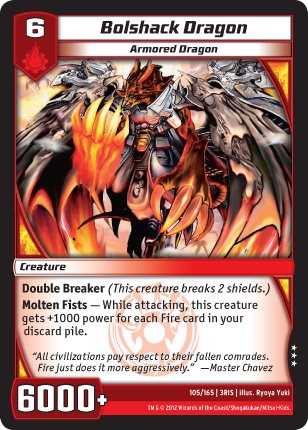 6
Bolshack Dragon
Armored Dragon
Creature
Double Breaker (This creature breaks 2 shields.)
Molten Fists — While attacking, this creature
gets +1000 power for each Fire card in your
discard pile.
“All civilizations pay respect to their fallen comrades.
Fire just does it more aggressively.” —Master Chavez
6000+
105/165 | 3RIS | illus. Ryoya Yuki
TM & © 2012 Wizards of the Coast/Shogakukan/Mitsui-Kids.